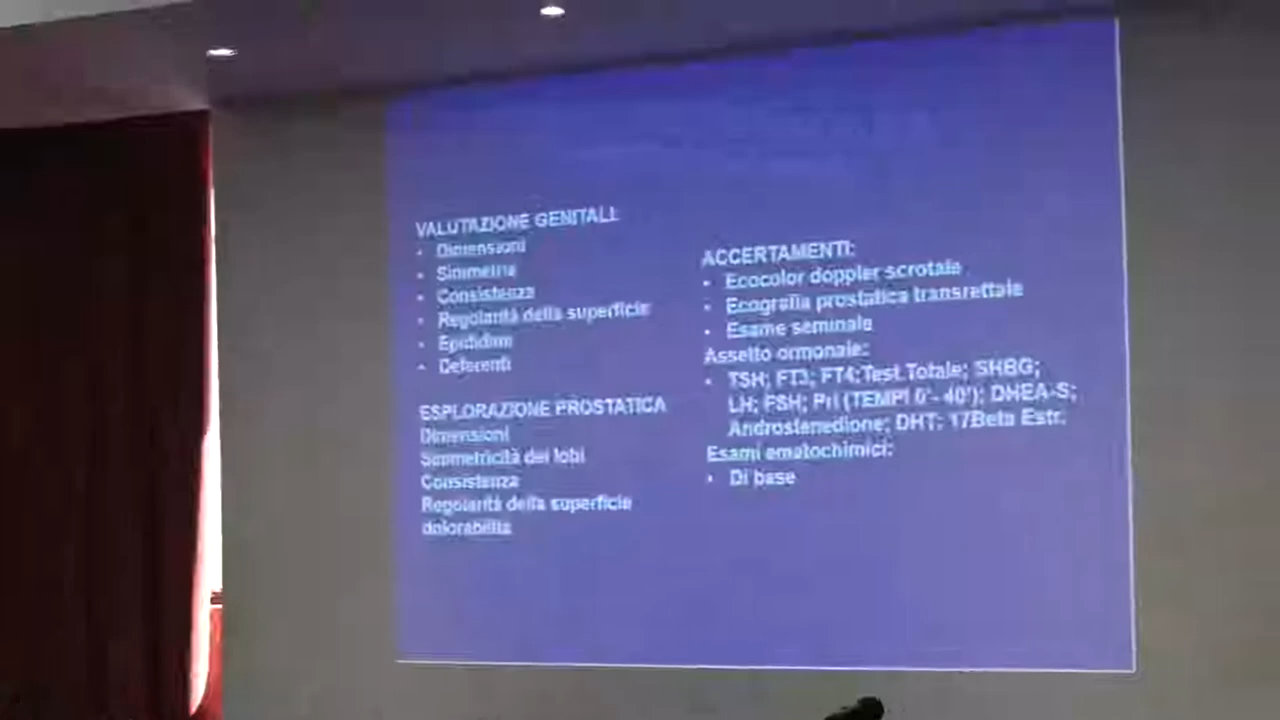 VALUTAZIONE GENITALI:
• Dimensioni
• Simmetria
• Consistenza
• Regolarità della superficie
• Epididimi
• Deferenti
ESPLORAZIONE PROSTATICA
Dimensioni
Simmetricità dei lobi
Consistenza
Regolarità della superficie
dolorabilità
ACCERTAMENTI:
• Ecocolor doppler scrotale
• Ecografia prostatica transrettale
• Esame seminale
Assetto ormonale:
• TSH; FT3; FT4;Test.Totale; SHBG;
LH; FSH; Prl (TEMPI 0'- 40'); DHEA-S;
Androstenedione; DHT; 17Beta Estr.
Esami ematochimici:
• Di base